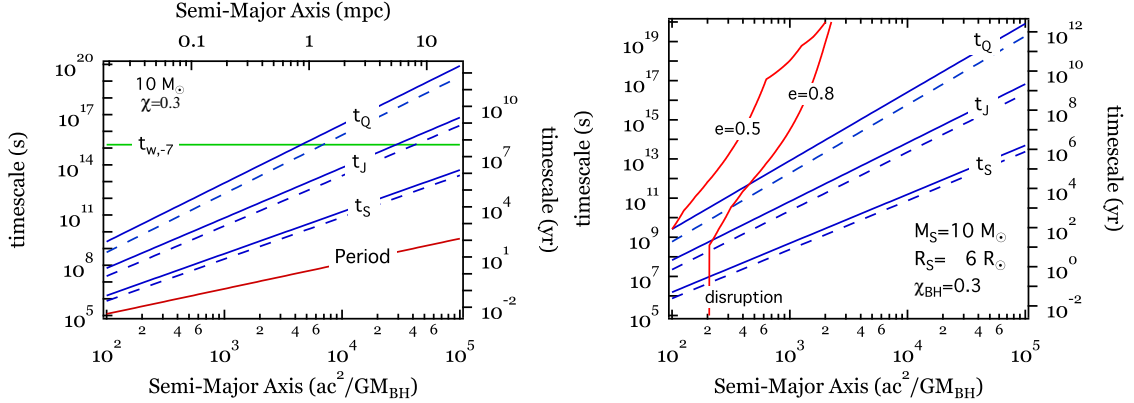 Semi-Major Axis (mpc)
0.1 1 10
10^20
10^17
10^14
10^11
10^8
10^5
timescale (s)
10 M☉
χ=0.3
t_w,-7
t_Q
t_J
t_S
Period
10^10
10^7
10^4
10^1
10^-2
timescale (yr)
2 4 6 2 4 6 2 4 6
10^2 10^3 10^4 10^5
Semi-Major Axis (ac^2/GM_BH)
10^19
10^17
10^15
10^13
10^11
10^9
10^7
10^5
timescale (s)
t_Q
e=0.8
t_J
e=0.5
t_S
M_S=10 M☉
R_S= 6 R☉
χ_BH=0.3
disruption
10^12
10^10
10^8
10^6
10^4
10^2
10^0
10^-2
timescale (yr)
2 4 6 2 4 6 2 4 6
10^2 10^3 10^4 10^5
Semi-Major Axis (ac^2/GM_BH)